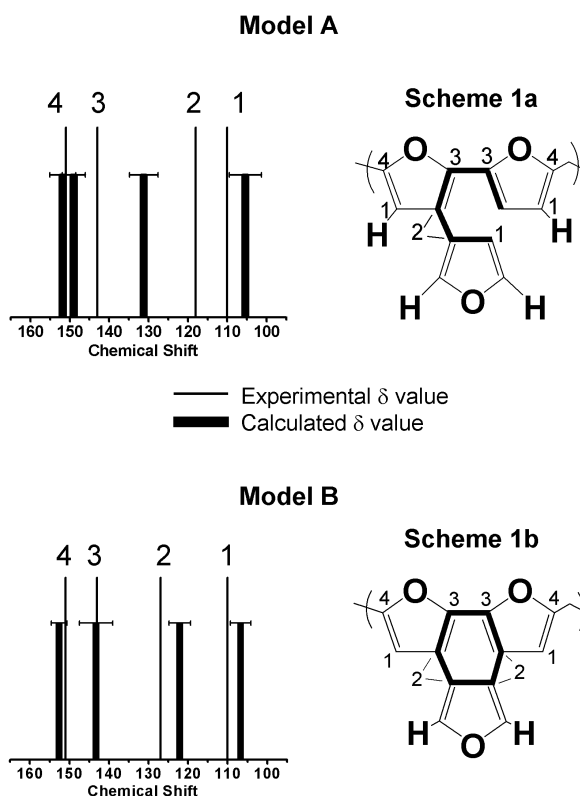 Model A
4 3 2 1
160 150 140 130 120 110 100
Chemical Shift
Scheme 1a
O O
4 3 3 4
1 1
H H
2 1
H O H
Experimental δ value
Calculated δ value
Model B
4 3 2 1
160 150 140 130 120 110 100
Chemical Shift
Scheme 1b
O O
4 3 3 4
1 1
2 2
H O H